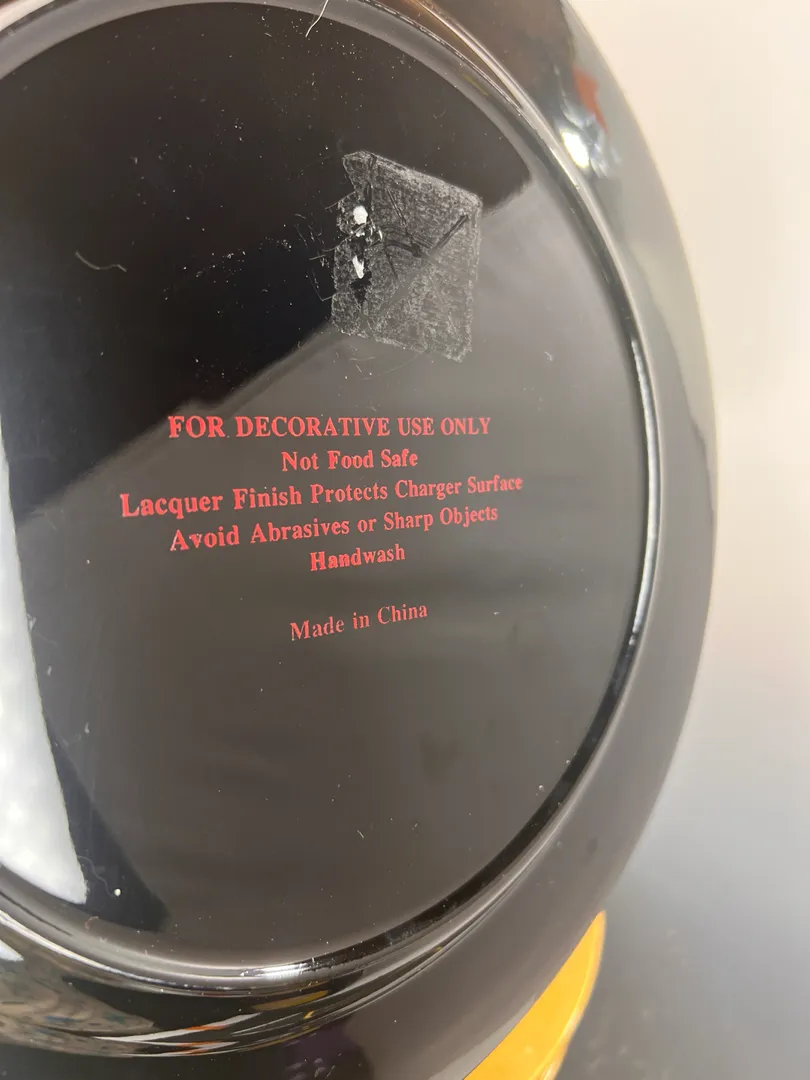 FOR DECORATIVE USE ONLY
Not Food Safe
Lacquer Finish Protects Charger Surface
Avoid Abrasives or Sharp Objects
Handwash
Made in China